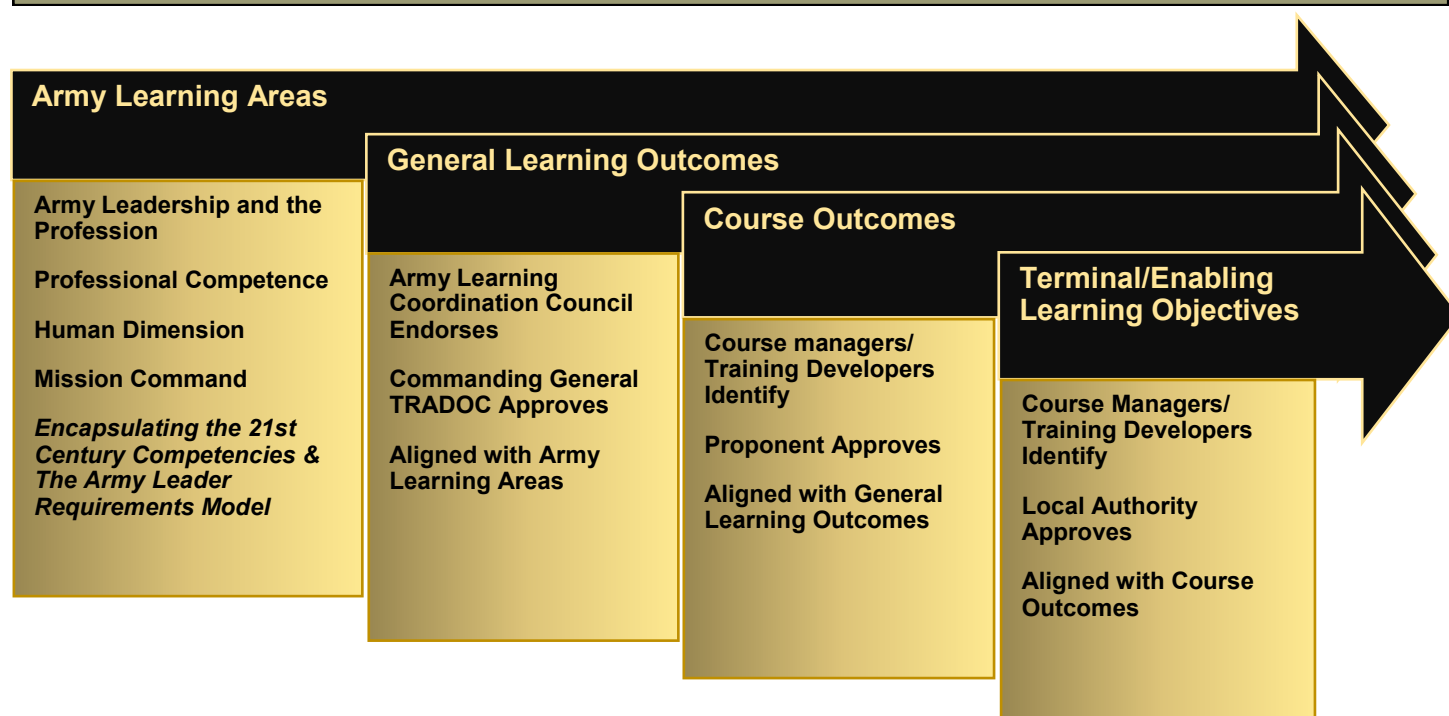 Army Learning Areas
Army Leadership and the
Profession
Professional Competence
Human Dimension
Mission Command
Encapsulating the 21st
Century Competencies &
The Army Leader
Requirements Model
General Learning Outcomes
Army Learning
Coordination Council
Endorses
Commanding General
TRADOC Approves
Aligned with Army
Learning Areas
Course Outcomes
Course managers/
Training Developers
Identify
Proponent Approves
Aligned with General
Learning Outcomes
Terminal/Enabling
Learning Objectives
Course Managers/
Training Developers
Identify
Local Authority
Approves
Aligned with Course
Outcomes